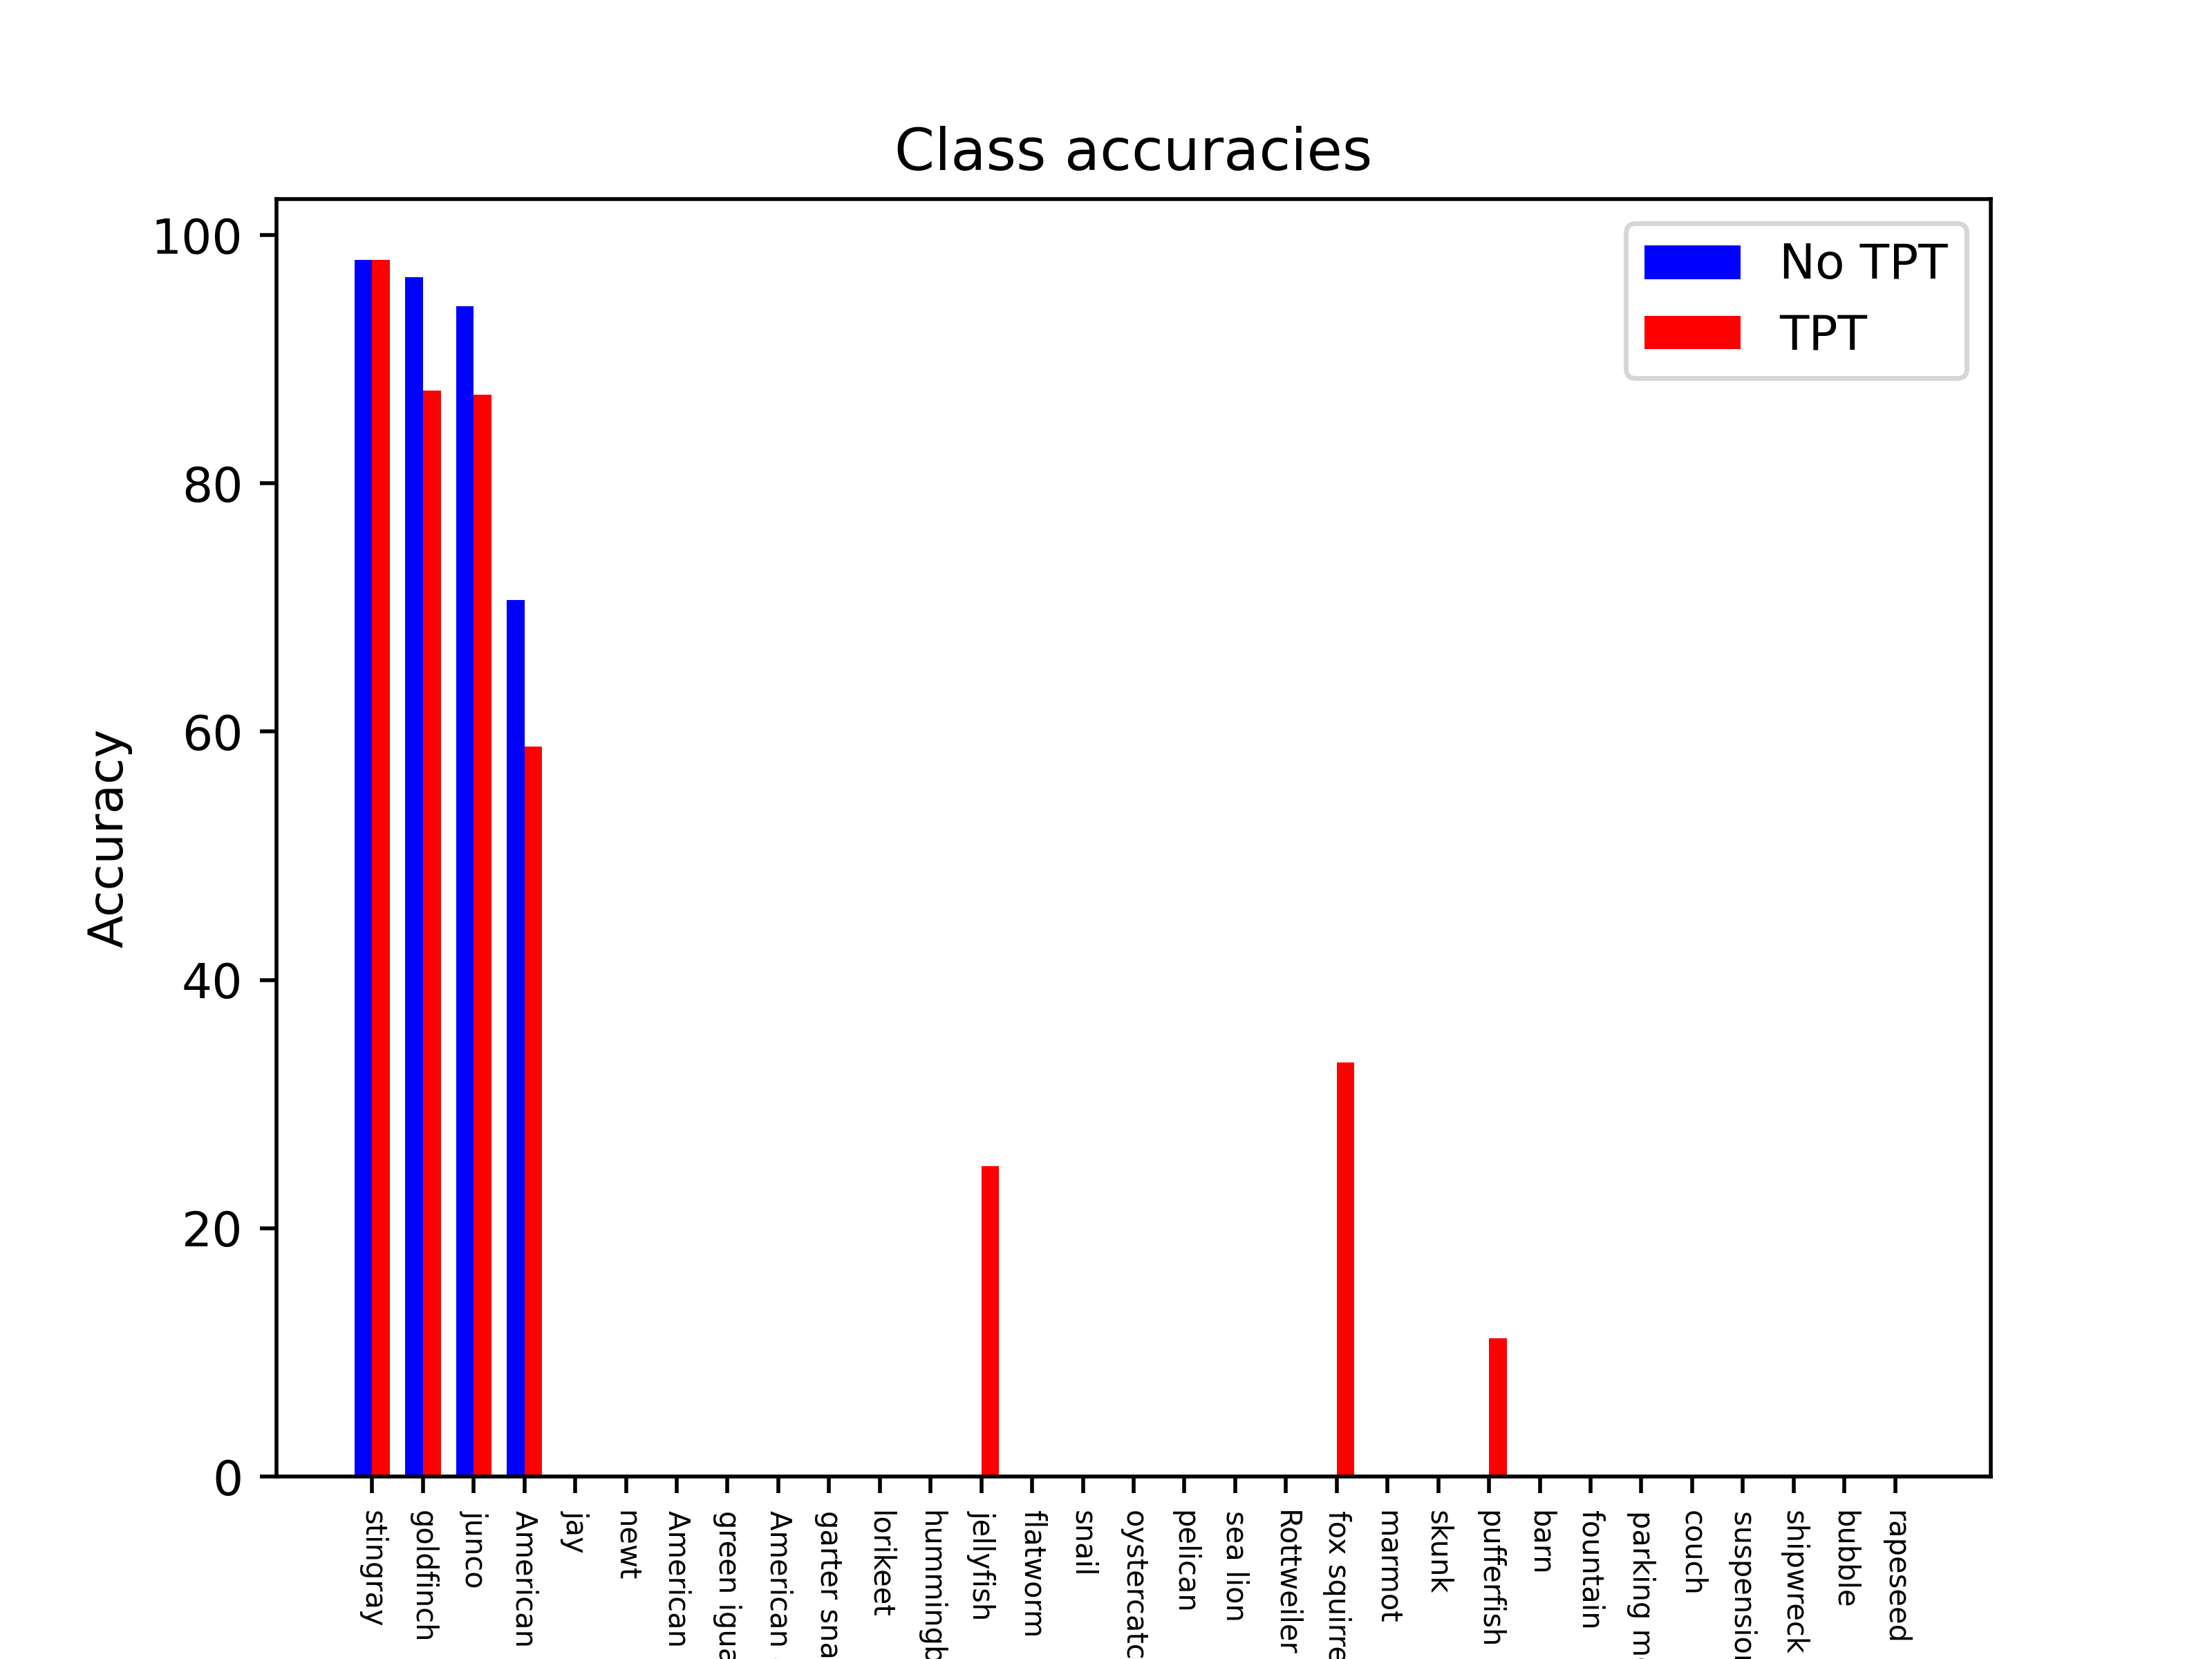 Class accuracies
No TPT
TPT
Accuracy
100
80
60
40
20
0
stingray
goldfinch
junco
American
jay
newt
American
green igua
American
garter sna
lorikeet
hummingb
jellyfish
flatworm
snail
oystercatc
pelican
sea lion
Rottweiler
fox squirre
marmot
skunk
pufferfish
barn
fountain
parking m
couch
suspension
shipwreck
bubble
rapeseed